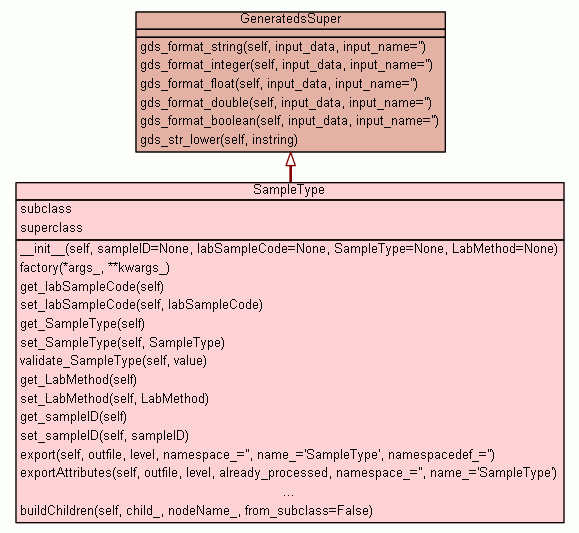 GeneratedsSuper
gds_format_string(self, input_data, input_name='')
gds_format_integer(self, input_data, input_name='')
gds_format_float(self, input_data, input_name='')
gds_format_double(self, input_data, input_name='')
gds_format_boolean(self, input_data, input_name='')
gds_str_lower(self, instring)
SampleType
subclass
superclass
__init__(self, sampleID=None, labSampleCode=None, SampleType=None, LabMethod=None)
factory(*args_, **kwargs_)
get_labSampleCode(self)
set_labSampleCode(self, labSampleCode)
get_SampleType(self)
set_SampleType(self, SampleType)
validate_SampleType(self, value)
get_LabMethod(self)
set_LabMethod(self, LabMethod)
get_sampleID(self)
set_sampleID(self, sampleID)
export(self, outfile, level, namespace_='', name_='SampleType', namespacedef_='')
exportAttributes(self, outfile, level, already_processed, namespace_='', name_='SampleType')
...
buildChildren(self, child_, nodeName_, from_subclass=False)